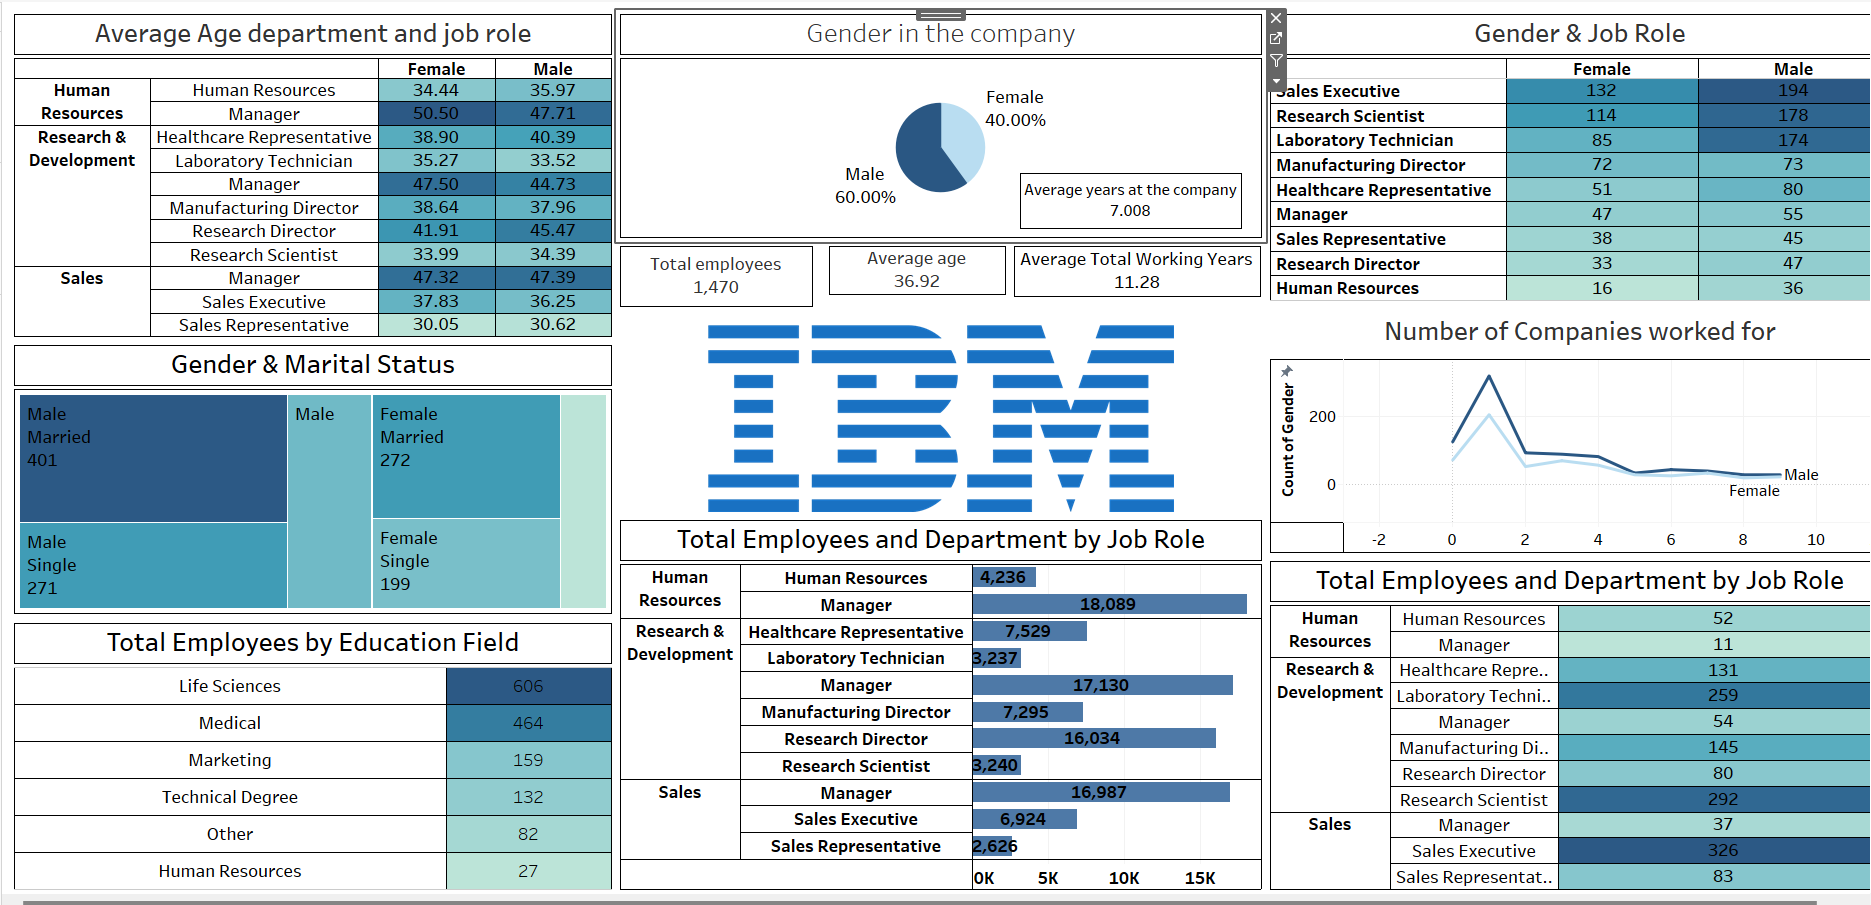 Average Age department and job role
Female Male
Human Resources
Human Resources 34.44 35.97
Manager 50.50 47.71
Research & Development
Healthcare Representative 38.90 40.39
Laboratory Technician 35.27 33.52
Manager 47.50 44.73
Manufacturing Director 38.64 37.96
Research Director 41.91 45.47
Research Scientist 33.99 34.39
Sales
Manager 47.32 47.39
Sales Executive 37.83 36.25
Sales Representative 30.05 30.62
Gender & Marital Status
Male
Married
401
Male
Single
271
Male
Female
Married
272
Female
Single
199
Total Employees by Education Field
Life Sciences 606
Medical 464
Marketing 159
Technical Degree 132
Other 82
Human Resources 27
Gender in the company
Female
40.00%
Male
60.00%
Average years at the company
7.008
Total employees
1,470
Average age
36.92
Average Total Working Years
11.28
IBM
Total Employees and Department by Job Role
Human Resources
Human Resources 4,236
Manager 18,089
Research & Development
Healthcare Representative 7,529
Laboratory Technician 3,237
Manager 17,130
Manufacturing Director 7,295
Research Director 16,034
Research Scientist 3,240
Sales
Manager 16,987
Sales Executive 6,924
Sales Representative 2,626
0K 5K 10K 15K
Gender & Job Role
Female Male
Sales Executive 132 194
Research Scientist 114 178
Laboratory Technician 85 174
Manufacturing Director 72 73
Healthcare Representative 51 80
Manager 47 55
Sales Representative 38 45
Research Director 33 47
Human Resources 16 36
Number of Companies worked for
Count of Gender
200
0
Male
Female
-2 0 2 4 6 8 10
Total Employees and Department by Job Role
Human Resources
Human Resources 52
Manager 11
Research & Development
Healthcare Repre.. 131
Laboratory Techni.. 259
Manager 54
Manufacturing Di.. 145
Research Director 80
Research Scientist 292
Sales
Manager 37
Sales Executive 326
Sales Representat.. 83